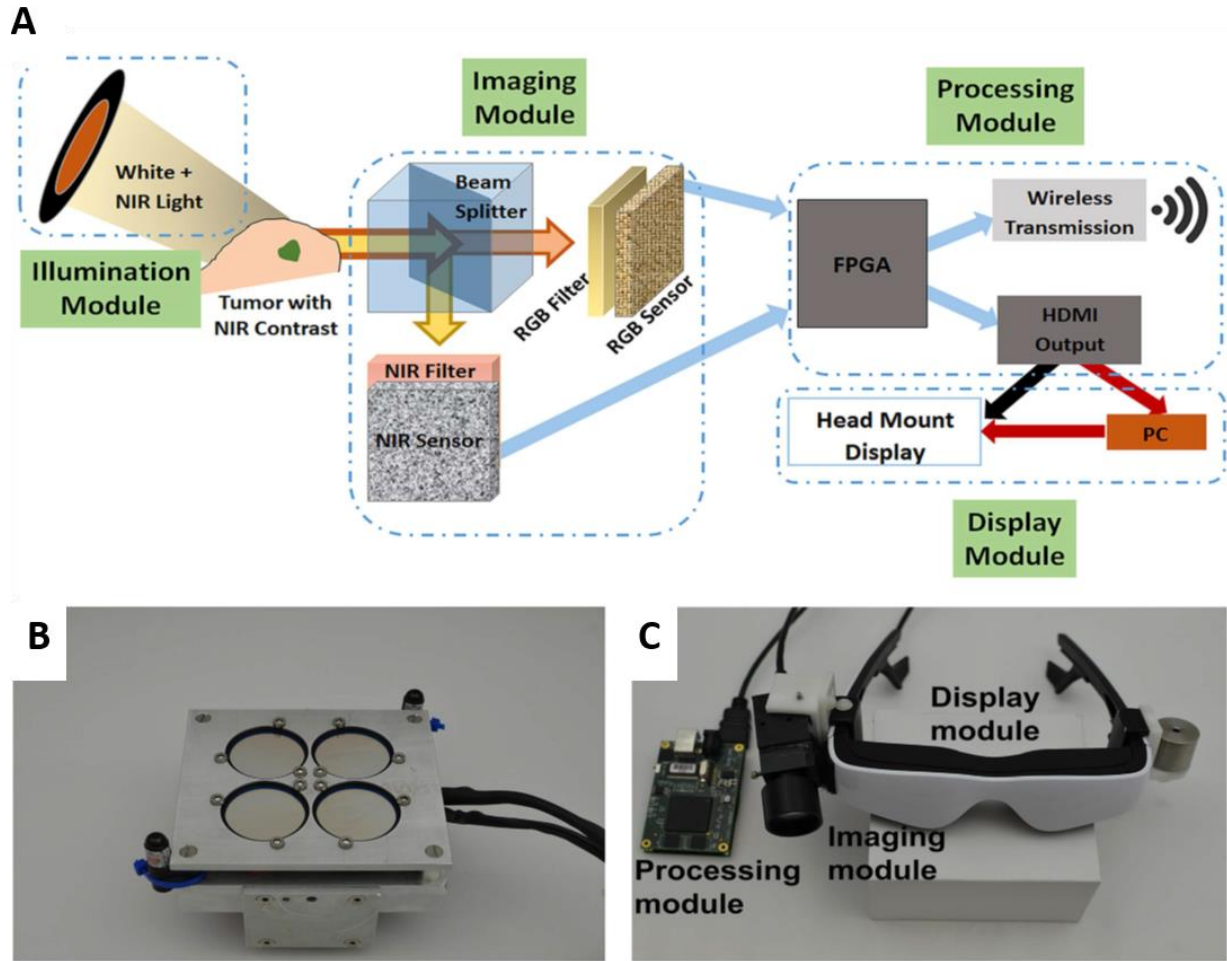 A
Imaging
Module
Processing
Module
White +
NIR Light
Beam
Splitter
Wireless
Transmission
Illumination
Module
Tumor with
NIR Contrast
RGB Filter
RGB Sensor
FPGA
HDMI
Output
NIR Filter
NIR Sensor
Head Mount
Display
PC
Display
Module
B
C
Display
module
Imaging
module
Processing
module